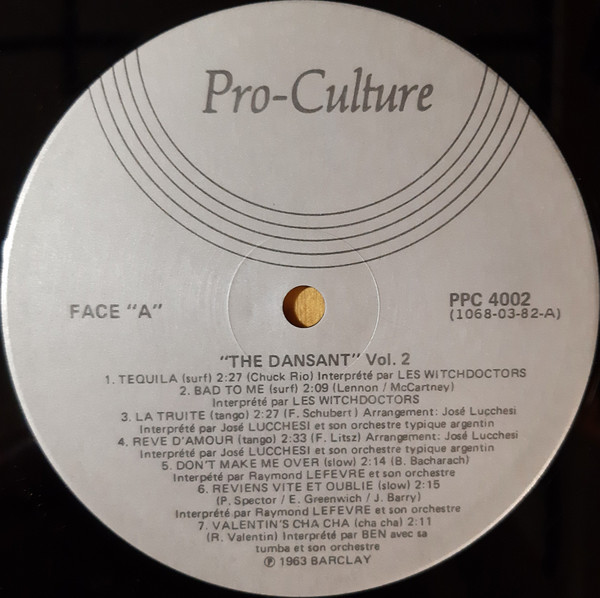 Pro-Culture
FACE "A"
PPC 4002
(1068-03-82-A)
"THE DANSANT" Vol. 2
1. TEQUILA (surf) 2:27 (Chuck Rio) Interprété par LES WITCHDOCTORS
2. BAD TO ME (surf) 2:09 (Lennon / McCartney)
Interprété par LES WITCHDOCTORS
3. LA TRUITE (tango) 2:27 (F. Schubert) Arrangement: José Lucchesi
Interprété par José LUCCHESI et son orchestre typique argentin
4. REVE D'AMOUR (tango) 2:33 (F. Litsz) Arrangement: José Lucchesi
Interprété par José LUCCHESI et son orchestre typique argentin
5. DON'T MAKE ME OVER (slow) 2:14 (B. Bacharach)
Interpété par Raymond LEFEVRE et son orchestre
6. REVIENS VITE ET OUBLIE (slow) 2:15
(P. Spector / E. Greenwich / J. Barry)
Interprété par Raymond LEFEVRE et son orchestre
7. VALENTIN'S CHA CHA (cha cha) 2:11
(R. Valentin) Interprété par BEN avec sa
tumba et son orchestre
Ⓟ 1963 BARCLAY